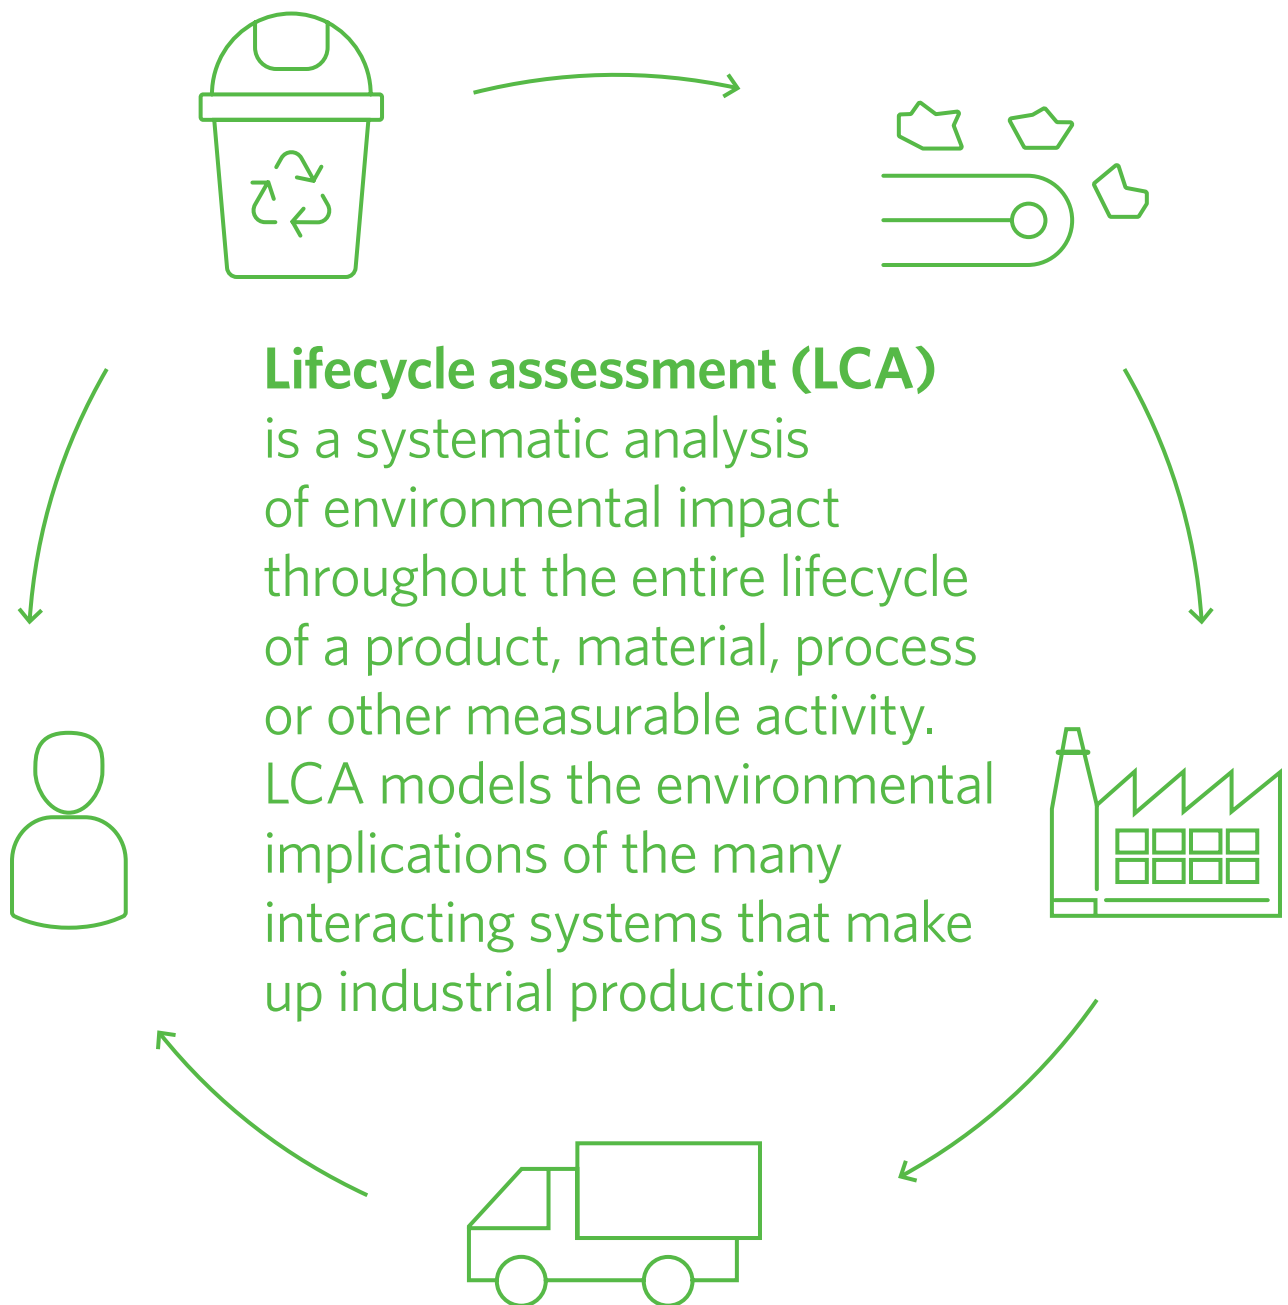 Lifecycle assessment (LCA)
is a systematic analysis
of environmental impact
throughout the entire lifecycle
of a product, material, process
or other measurable activity.
LCA models the environmental
implications of the many
interacting systems that make
up industrial production.